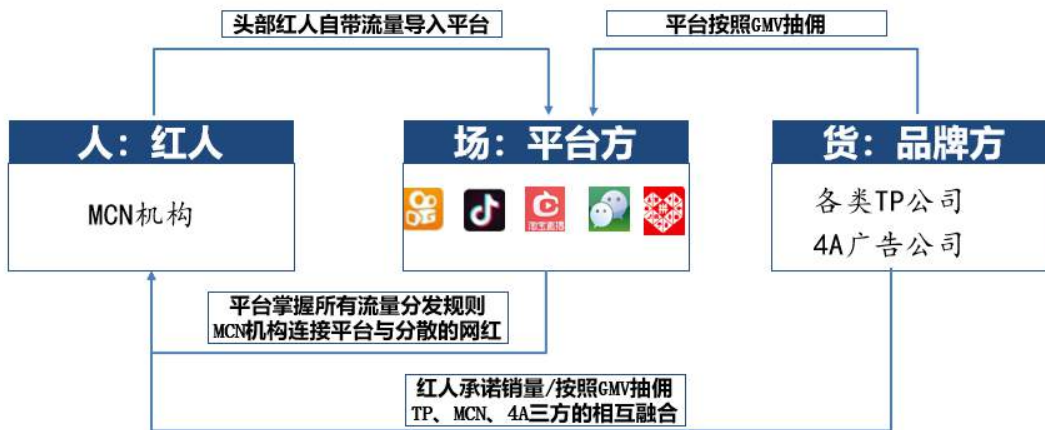 头部红人自带流量导入平台
平台按照GMV抽佣
人：红人
场：平台方
货：品牌方
MCN机构
淘宝直播
拼
各类TP公司
4A广告公司
平台掌握所有流量分发规则
MCN机构连接平台与分散的网红
红人承诺销量/按照GMV抽佣
TP、MCN、4A三方的相互融合